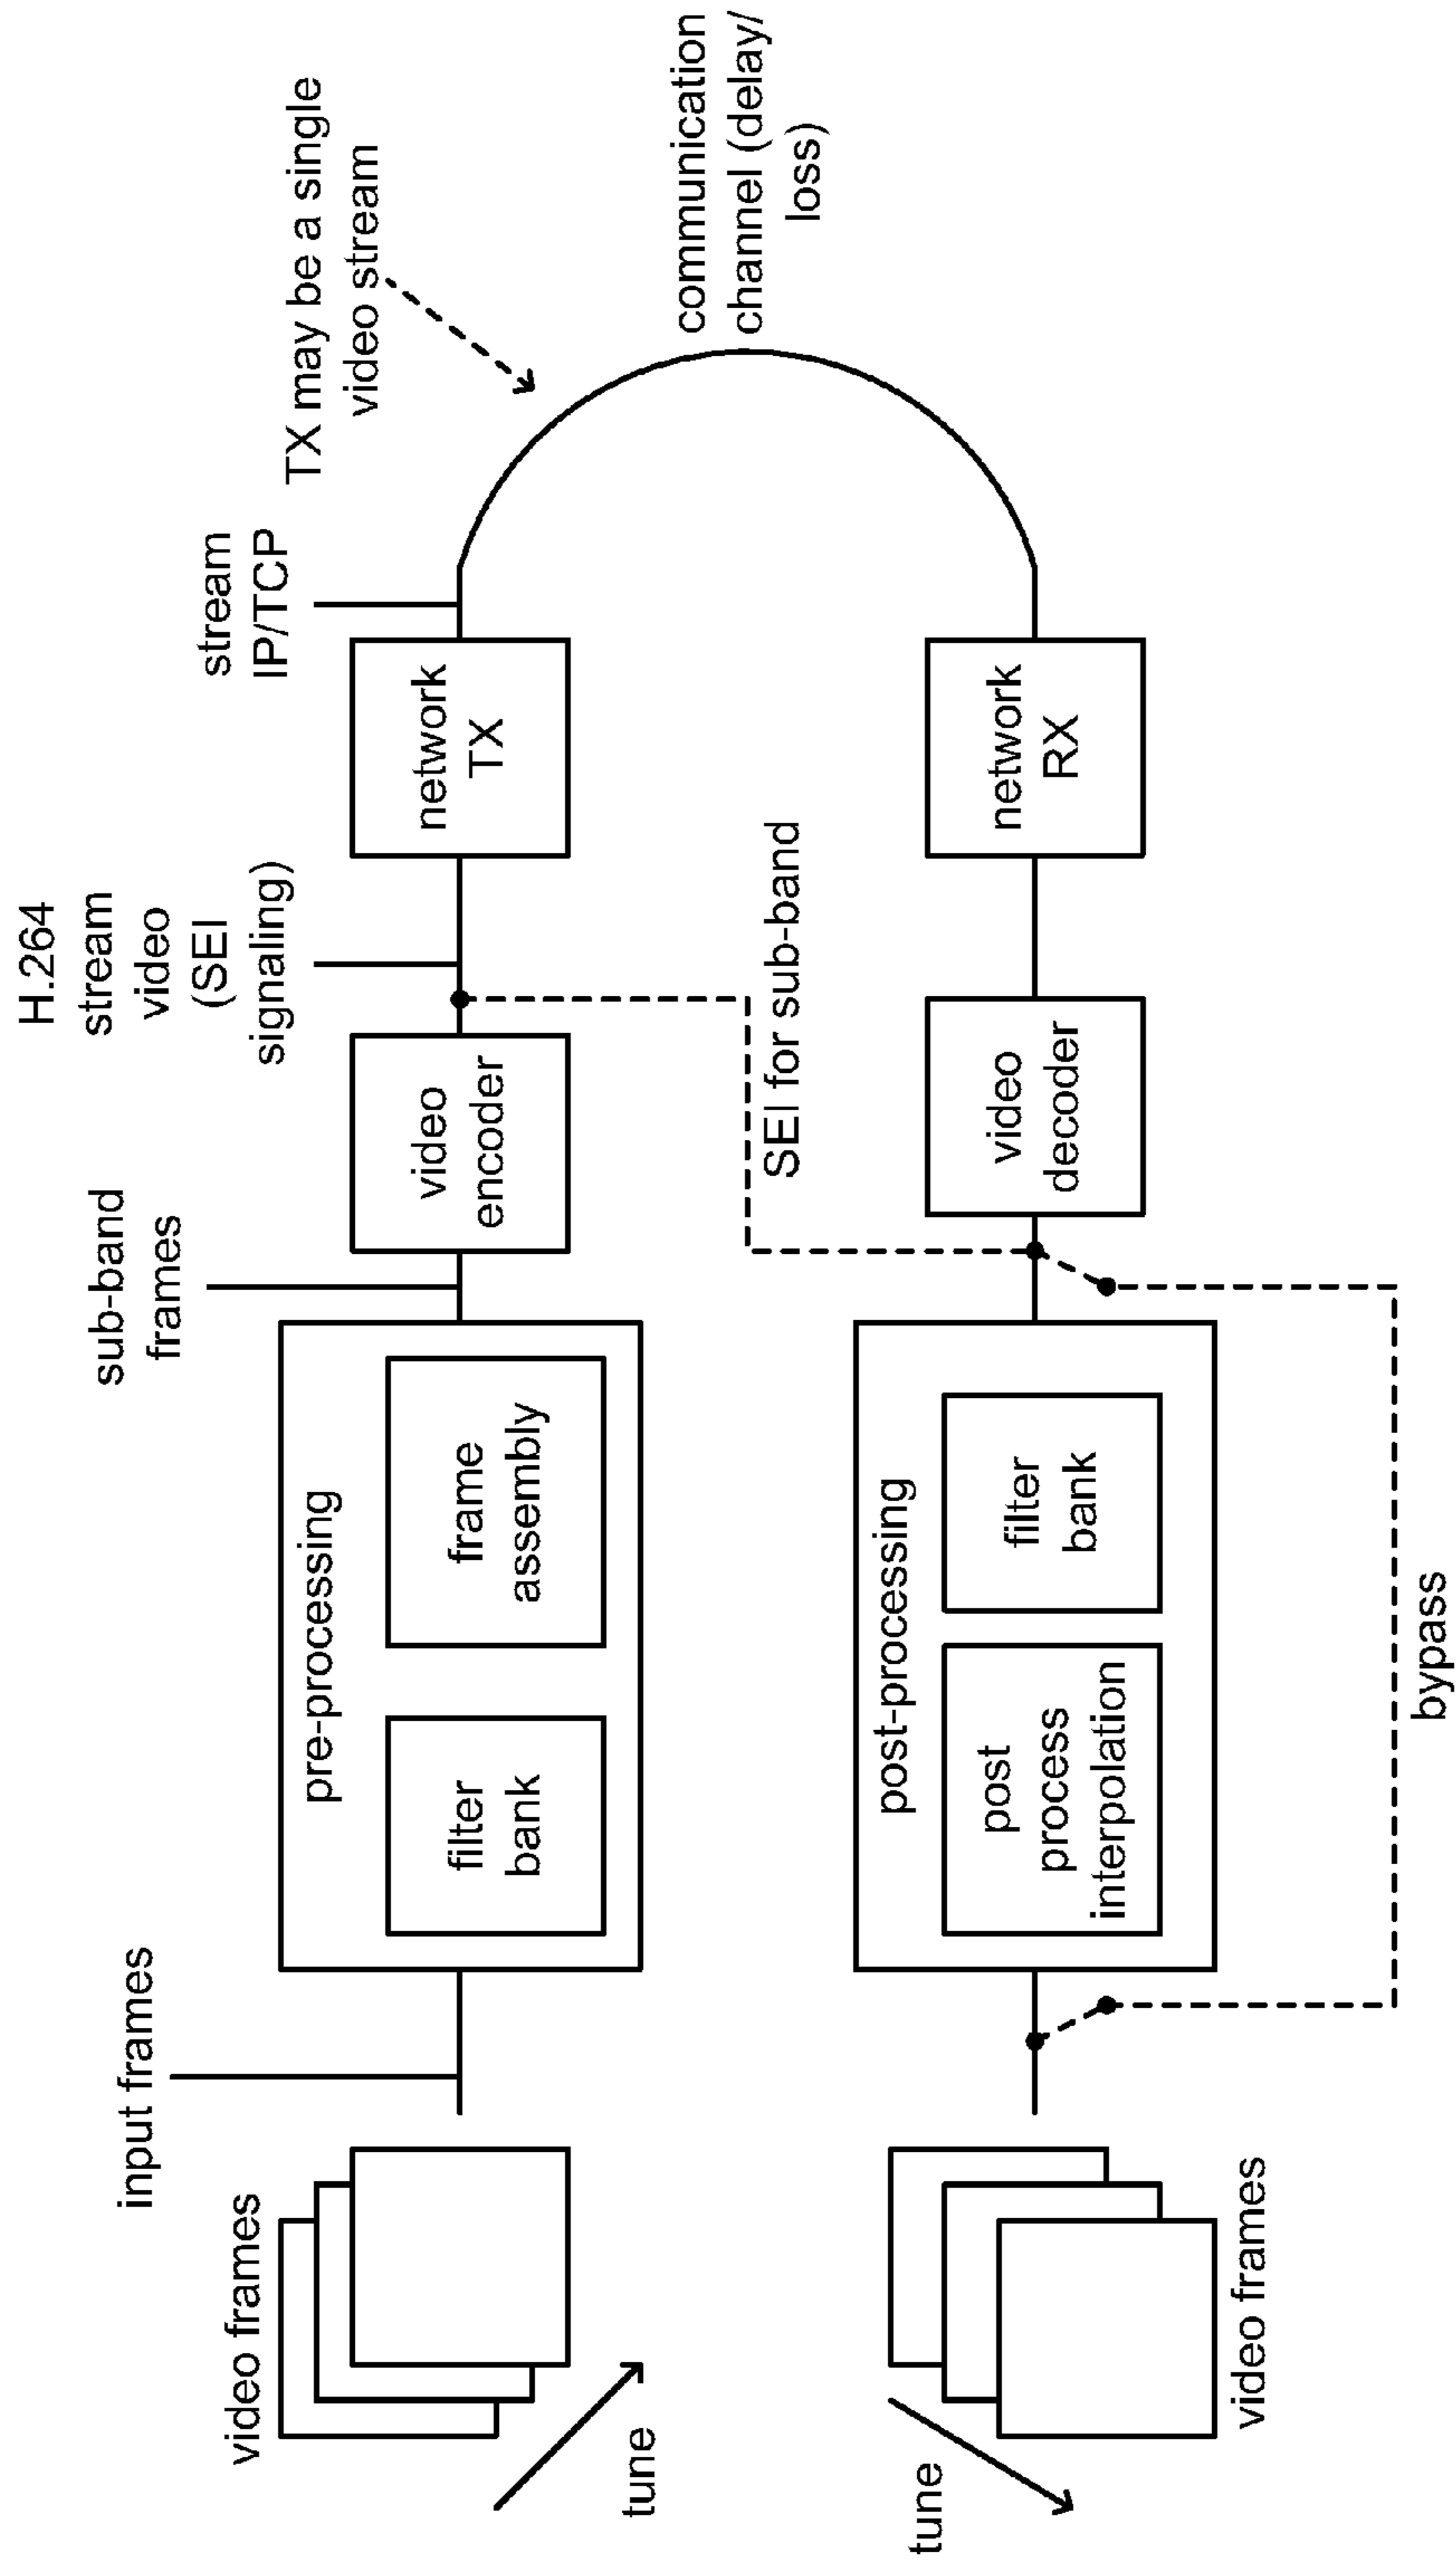 video frames
tune
input frames
pre-processing
filter
bank
frame
assembly
sub-band
frames
video
encoder
H.264
stream
video
(SEI
signaling)
network
TX
stream
IP/TCP
TX may be a single
video stream
communication
channel (delay/
loss)
SEI for sub-band
network
RX
video
decoder
post-processing
post
process
interpolation
filter
bank
bypass
tune
video frames